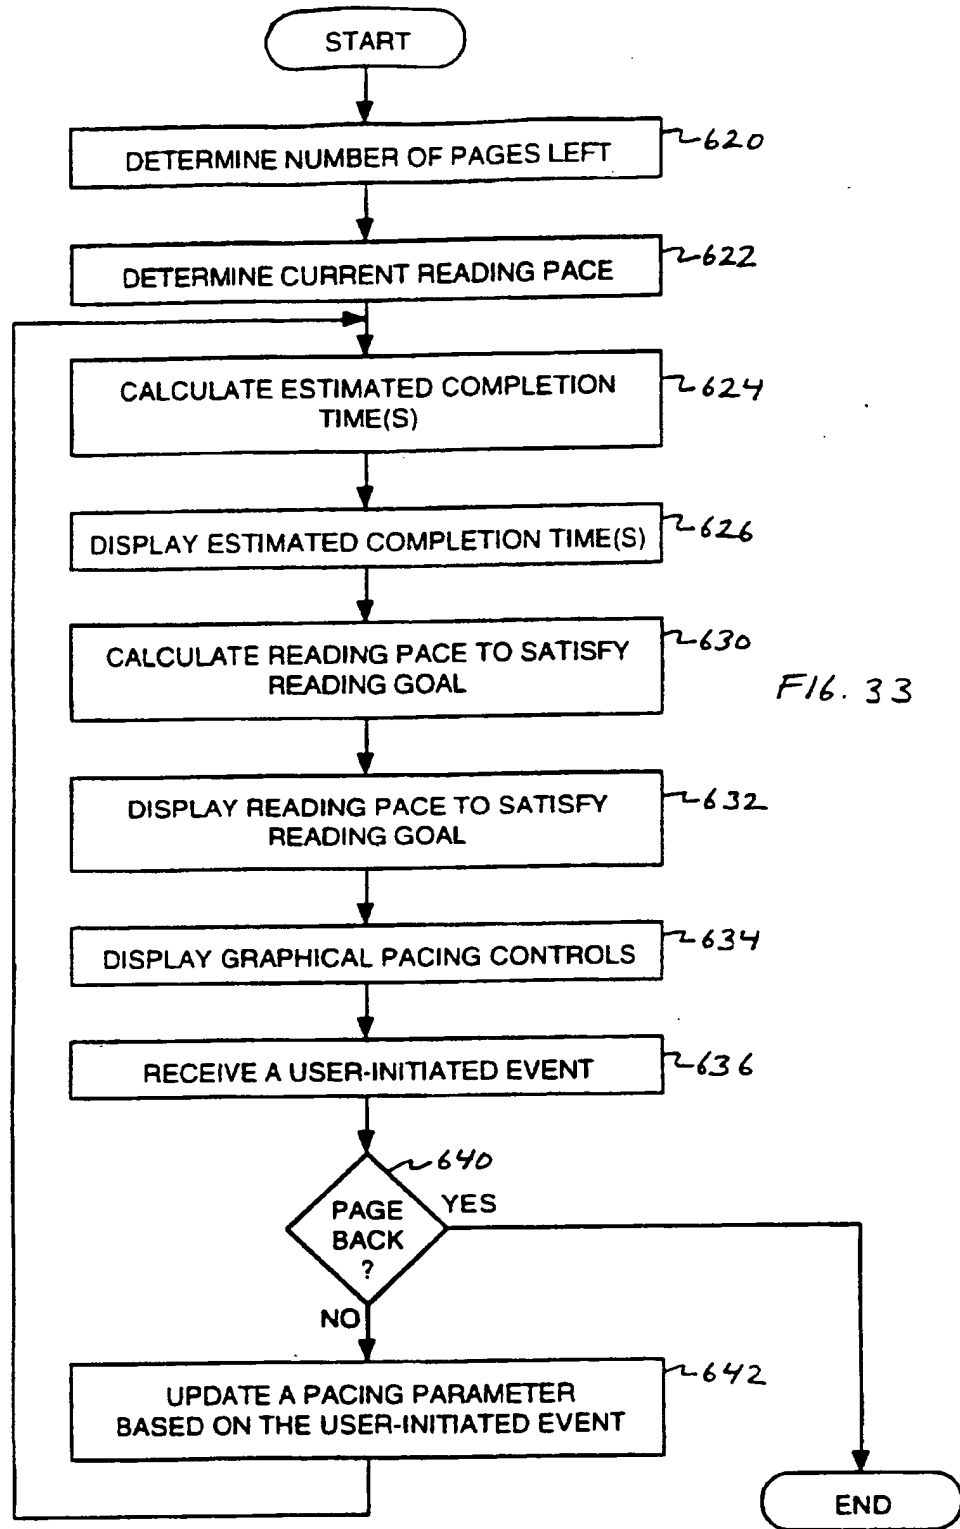 START
DETERMINE NUMBER OF PAGES LEFT
620
DETERMINE CURRENT READING PACE
622
CALCULATE ESTIMATED COMPLETION
TIME(S)
624
DISPLAY ESTIMATED COMPLETION TIME(S)
626
CALCULATE READING PACE TO SATISFY
READING GOAL
630
FIG. 33
DISPLAY READING PACE TO SATISFY
READING GOAL
632
DISPLAY GRAPHICAL PACING CONTROLS
634
RECEIVE A USER-INITIATED EVENT
636
640
PAGE
BACK
?
YES
NO
UPDATE A PACING PARAMETER
BASED ON THE USER-INITIATED EVENT
642
END